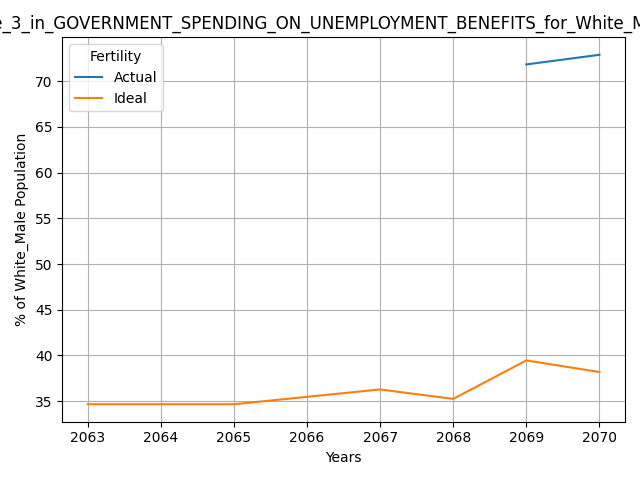 e_3_in_GOVERNMENT_SPENDING_ON_UNEMPLOYMENT_BENEFITS_for_White_M
Fertility
Actual
Ideal
% of White_Male Population
70
65
60
55
50
45
40
35
2063 2064 2065 2066 2067 2068 2069 2070
Years